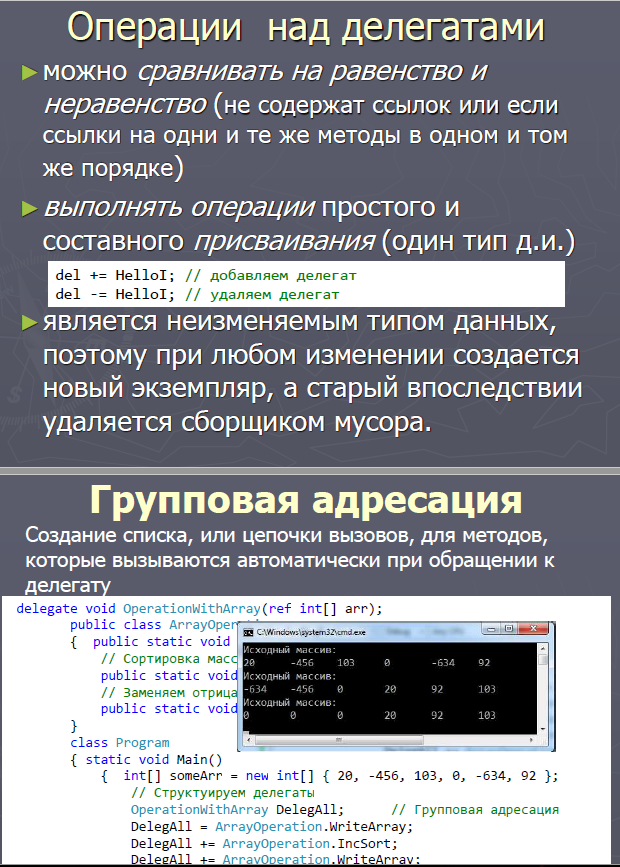 Операции над делегатами
►можно сравнивать на равенство и
неравенство (не содержат ссылок или если
ссылки на одни и те же методы в одном и том
же порядке)
►выполнять операции простого и
составного присваивания (один тип д.и.)
del += HelloI; // добавляем делегат
del -= HelloI; // удаляем делегат
►является неизменяемым типом данных,
поэтому при любом изменении создается
новый экземпляр, а старый впоследствии
удаляется сборщиком мусора.
Групповая адресация
Создание списка, или цепочки вызовов, для методов,
которые вызываются автоматически при обращении к
делегату
delegate void OperationWithArray(ref int[] arr);
public class ArrayOperati
{ public static void
// Сортировка масс
public static void
// Заменяем отрица
public static void
}
C:\Windows\system32\cmd.exe
Исходный массив:
20 -456 103 0 -634 92
Исходный массив:
-634 -456 0 20 92 103
Исходный массив:
0 0 0 20 92 103
class Program
{ static void Main()
{ int[] someArr = new int[] { 20, -456, 103, 0, -634, 92 };
// Структуируем делегаты
OperationWithArray DelegAll; // Групповая адресация
DelegAll = ArrayOperation.WriteArray;
DelegAll += ArrayOperation.IncSort;
DelegAll += ArrayOperation.WriteArray;